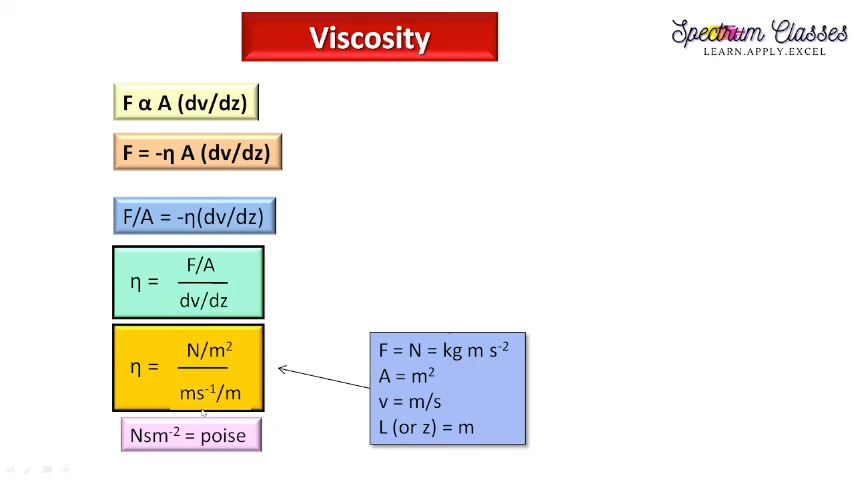 Viscosity
Spectrum Classes
LEARN.APPLY.EXCEL
F α A (dv/dz)
F = -η A (dv/dz)
F/A = -η(dv/dz)
η = F/A
dv/dz
η = N/m²
ms⁻¹/m
Nsm⁻² = poise
F = N = kg m s⁻²
A = m²
v = m/s
L (or z) = m